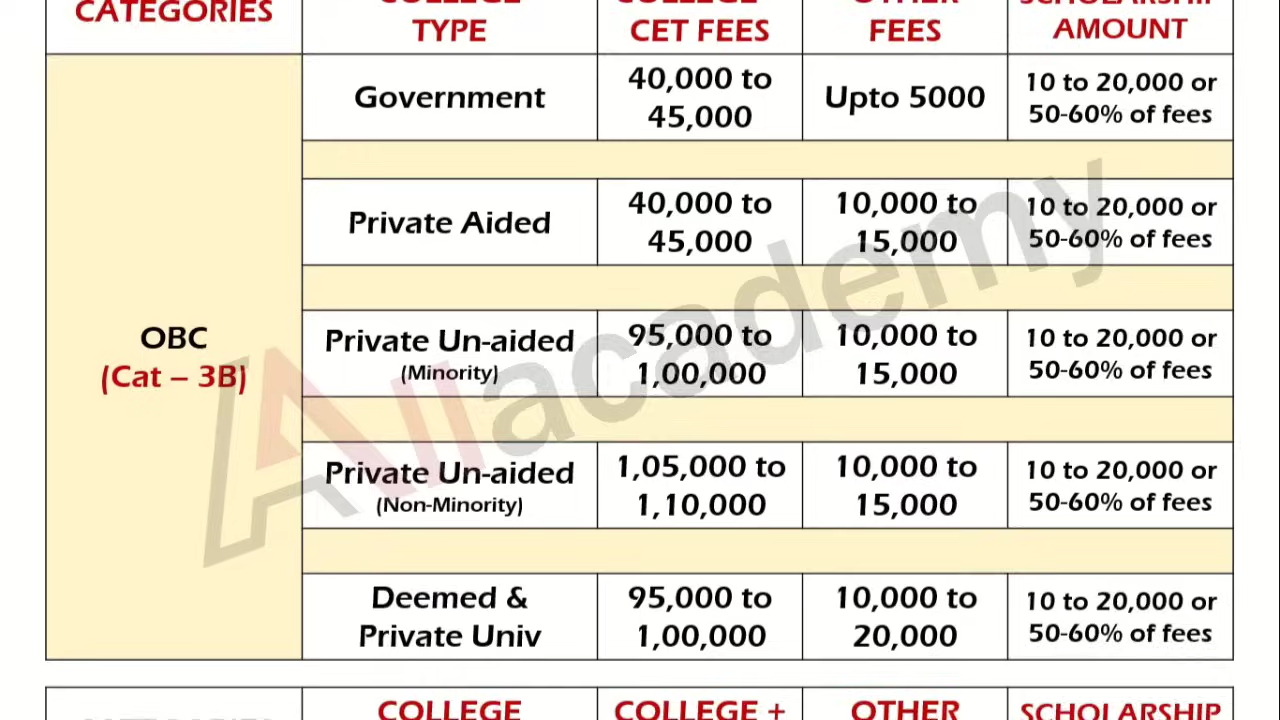 CATEGORIES
COLLEGE
TYPE
COLLEGE +
CET FEES
OTHER
FEES
SCHOLARSHIP
AMOUNT
OBC
(Cat – 3B)
Government
40,000 to
45,000
Upto 5000
10 to 20,000 or
50-60% of fees
Private Aided
40,000 to
45,000
10,000 to
15,000
10 to 20,000 or
50-60% of fees
Private Un-aided
(Minority)
95,000 to
1,00,000
10,000 to
15,000
10 to 20,000 or
50-60% of fees
Private Un-aided
(Non-Minority)
1,05,000 to
1,10,000
10,000 to
15,000
10 to 20,000 or
50-60% of fees
Deemed &
Private Univ
95,000 to
1,00,000
10,000 to
20,000
10 to 20,000 or
50-60% of fees
Aliacademy
COLLEGE
COLLEGE +
OTHER
SCHOLARSHIP